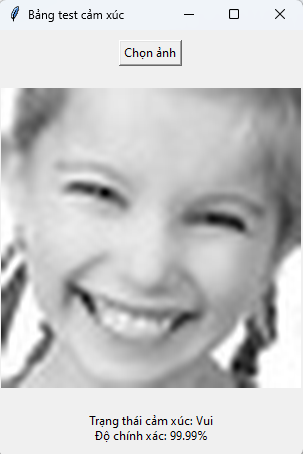 Bảng test cảm xúc
Chọn ảnh
Trạng thái cảm xúc: Vui
Độ chính xác: 99.99%